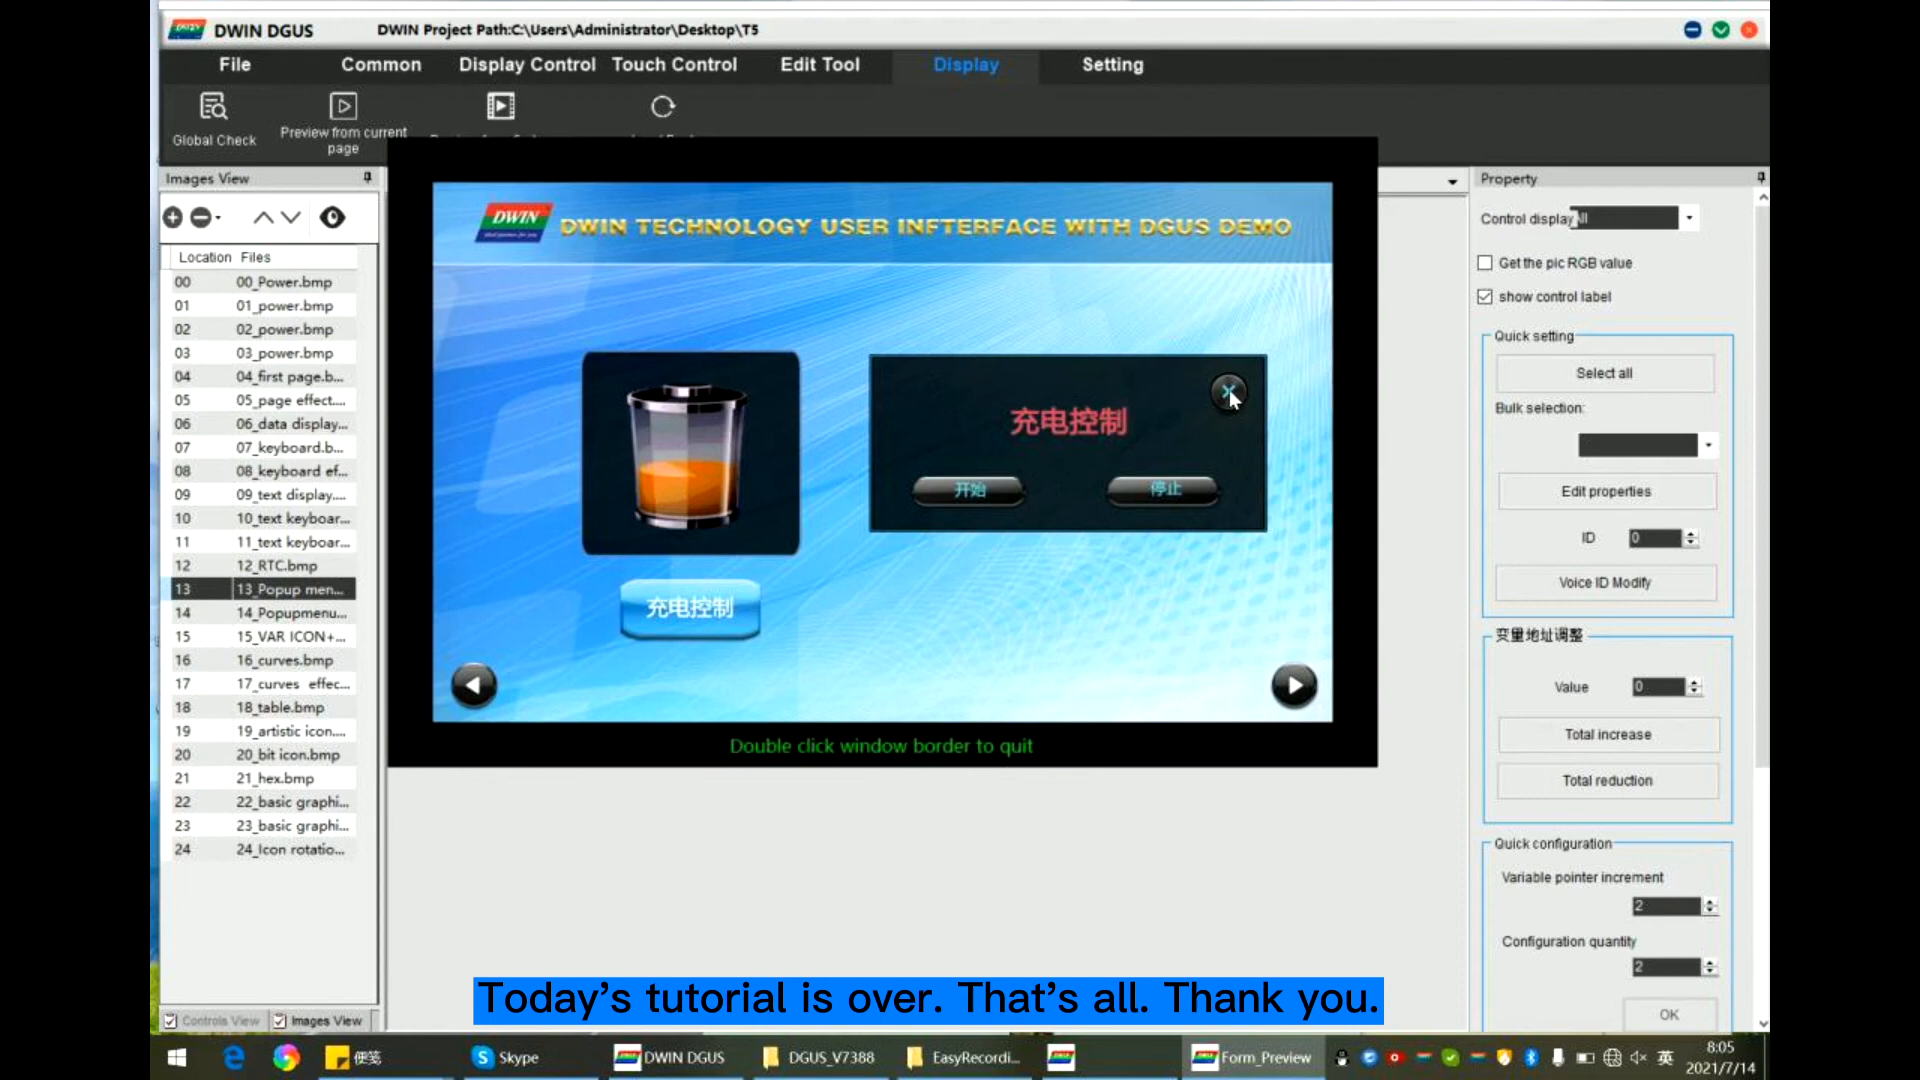 DWIN DGUS
DWIN Project Path:C:\Users\Administrator\Desktop\T5
File
Common
Display Control
Touch Control
Edit Tool
Display
Setting
Global Check
Preview from current
page
Images View
Location Files
00 00_Power.bmp
01 01_power.bmp
02 02_power.bmp
03 03_power.bmp
04 04_first page.b...
05 05_page effect....
06 06_data display...
07 07_keyboard.b...
08 08_keyboard ef...
09 09_text display....
10 10_text keyboar...
11 11_text keyboar...
12 12_RTC.bmp
13 13_Popup men...
14 14_Popupmenu...
15 15_VAR ICON+...
16 16_curves.bmp
17 17_curves effec...
18 18_table.bmp
19 19_artistic icon....
20 20_bit icon.bmp
21 21_hex.bmp
22 22_basic graphi...
23 23_basic graphi...
24 24_Icon rotatio...
Controls View
Images View
DWIN
DWIN TECHNOLOGY USER INFTERFACE WITH DGUS DEMO
充电控制
开始
停止
充电控制
Double click window border to quit
Property
Control display
Get the pic RGB value
show control label
Quick setting
Select all
Bulk selection:
Edit properties
ID 0
Voice ID Modify
变量地址调整
Value 0
Total increase
Total reduction
Quick configuration
Variable pointer increment
2
Configuration quantity
2
OK
Today's tutorial is over. That's all. Thank you.
便笺
Skype
DWIN DGUS
DGUS_V7388
EasyRecordi...
Form_Preview
英
8:05
2021/7/14